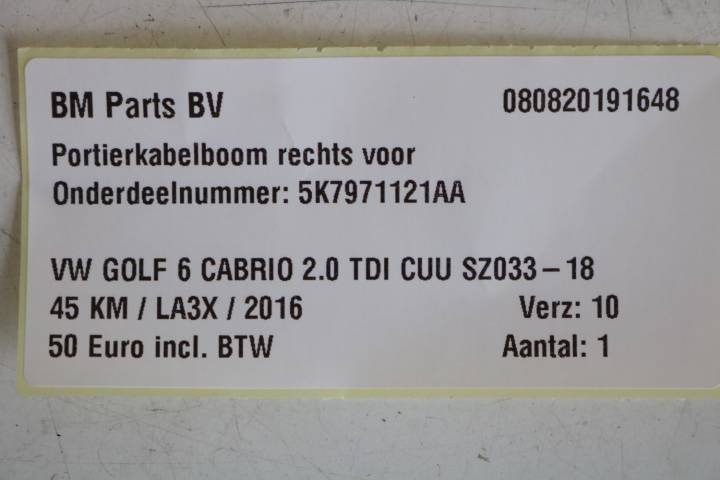 BM Parts BV 080820191648
Portierkabelboom rechts voor
Onderdeelnummer: 5K7971121AA
VW GOLF 6 CABRIO 2.0 TDI CUU SZ033-18
45 KM / LA3X / 2016 Verz: 10
50 Euro incl. BTW Aantal: 1